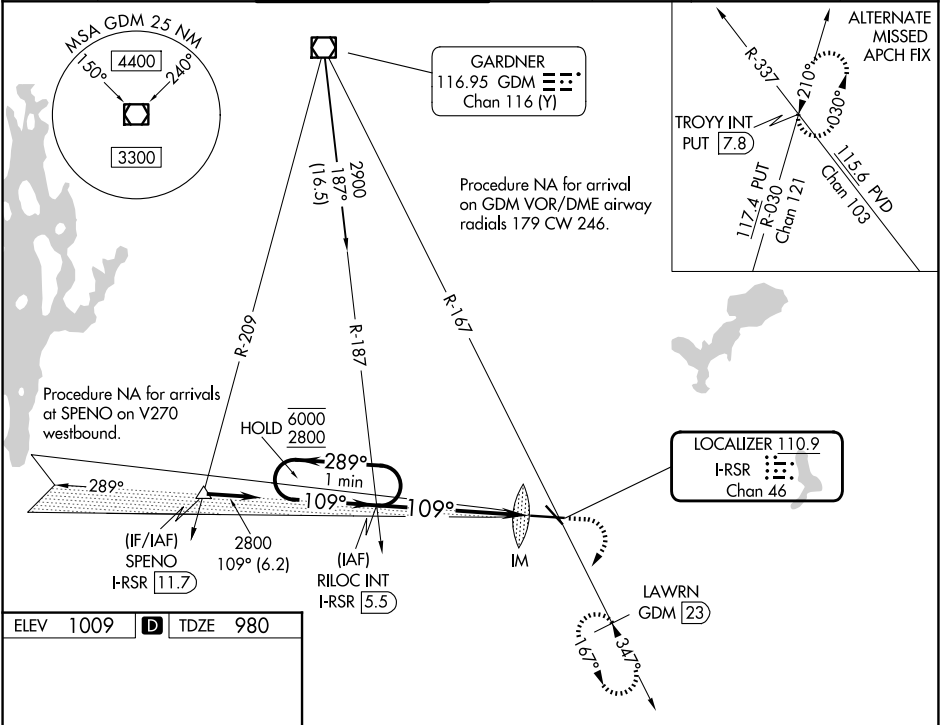 MSA GDM 25 NM
150°
240°
4400
3300
GARDNER
116.95 GDM
Chan 116 (Y)
ALTERNATE
MISSED
APCH FIX
R-337
210°
030°
TROYY INT
PUT 7.8
117.4 PUT
R-030
Chan 121
115.6 PVD
Chan 103
2900
187°
(16.5)
Procedure NA for arrival
on GDM VOR/DME airway
radials 179 CW 246.
R-209
R-187
R-167
Procedure NA for arrivals
at SPENO on V270
westbound.
HOLD 6000
2800
289°
1 min
109°
109°
289°
LOCALIZER 110.9
I-RSR
Chan 46
(IF/IAF)
SPENO
I-RSR 11.7
2800
109° (6.2)
(IAF)
RILOC INT
I-RSR 5.5
IM
LAWRN
GDM 23
167°
347°
ELEV 1009 D TDZE 980